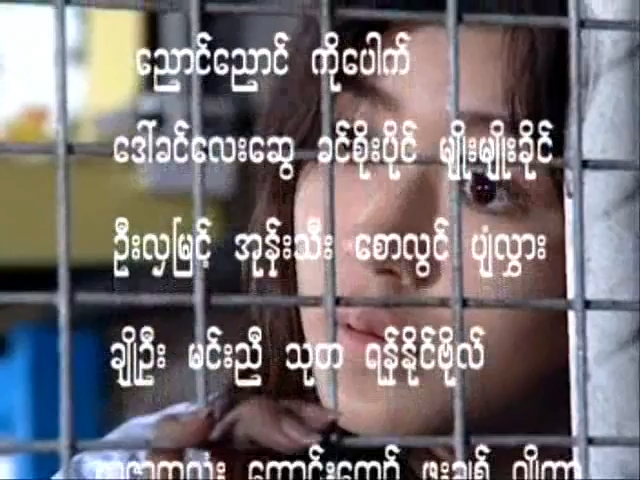 ညောင်ညောင် ကိုပေါက်
ဒေါ်ခင်လေးဆွေ ခင်စိုးပိုင် မျိုးမျိုးခိုင်
ဦးလှမြင့် အုန်းသီး စောလွင် ပျံလွှား
ချိုဦး မင်းညီ သုတ ရန်နိုင်ဗိုလ်